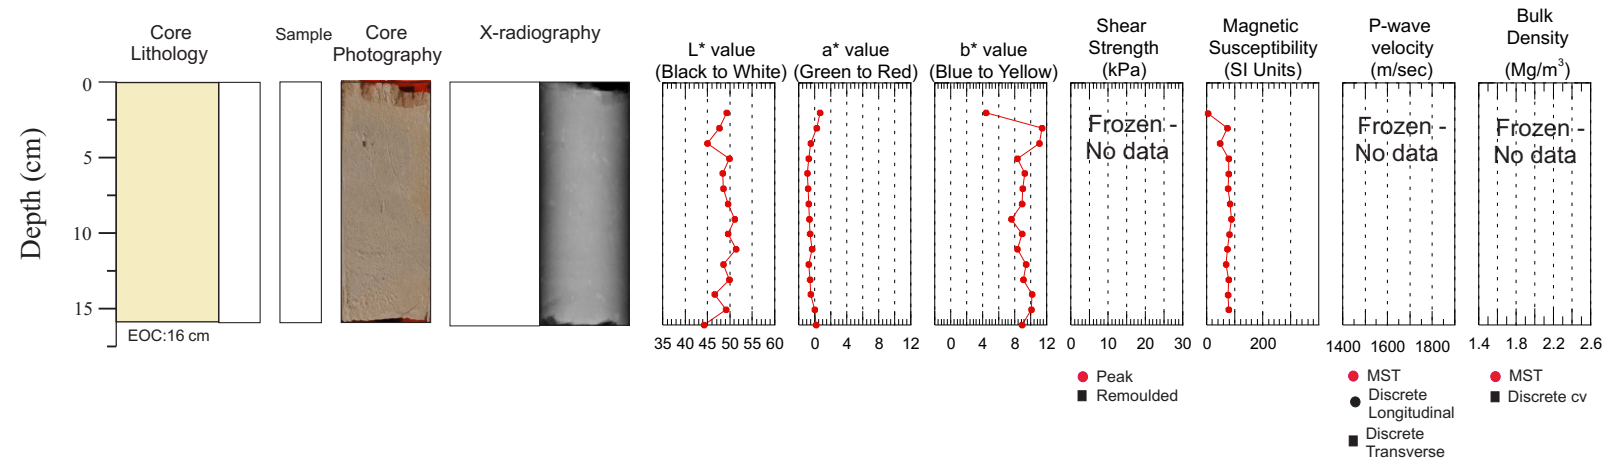 Core
Lithology
Sample
Core
Photography
X-radiography
L* value
(Black to White)
a* value
(Green to Red)
b* value
(Blue to Yellow)
Shear
Strength
(kPa)
Magnetic
Susceptibility
(SI Units)
P-wave
velocity
(m/sec)
Bulk
Density
(Mg/m³)
Depth (cm)
0
5
10
15
EOC:16 cm
Frozen -
No data
Frozen -
No data
Frozen -
No data
35 40 45 50 55 60
0 4 8 12
0 4 8 12
0 10 20 30
0 200
1400 1600 1800
1.4 1.8 2.2 2.6
Peak
Remoulded
MST
Discrete
Longitudinal
Discrete
Transverse
MST
Discrete cv